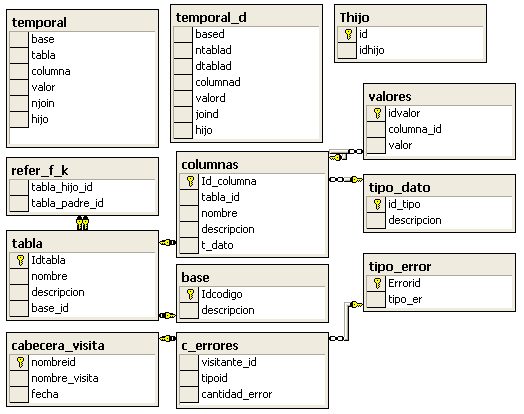 temporal
base
tabla
columna
valor
njoin
hijo
temporal_d
based
ntablad
dtablad
columnad
valord
joind
hijo
Thijo
id
idhijo
valores
idvalor
columna_id
valor
refer_f_k
tabla_hijo_id
tabla_padre_id
columnas
Id_columna
tabla_id
nombre
descripcion
t_dato
tipo_dato
id_tipo
descripcion
tabla
Idtabla
nombre
descripcion
base_id
base
Idcodigo
descripcion
tipo_error
Errorid
tipo_er
cabecera_visita
nombreid
nombre_visita
fecha
c_errores
visitante_id
tipoid
cantidad_error